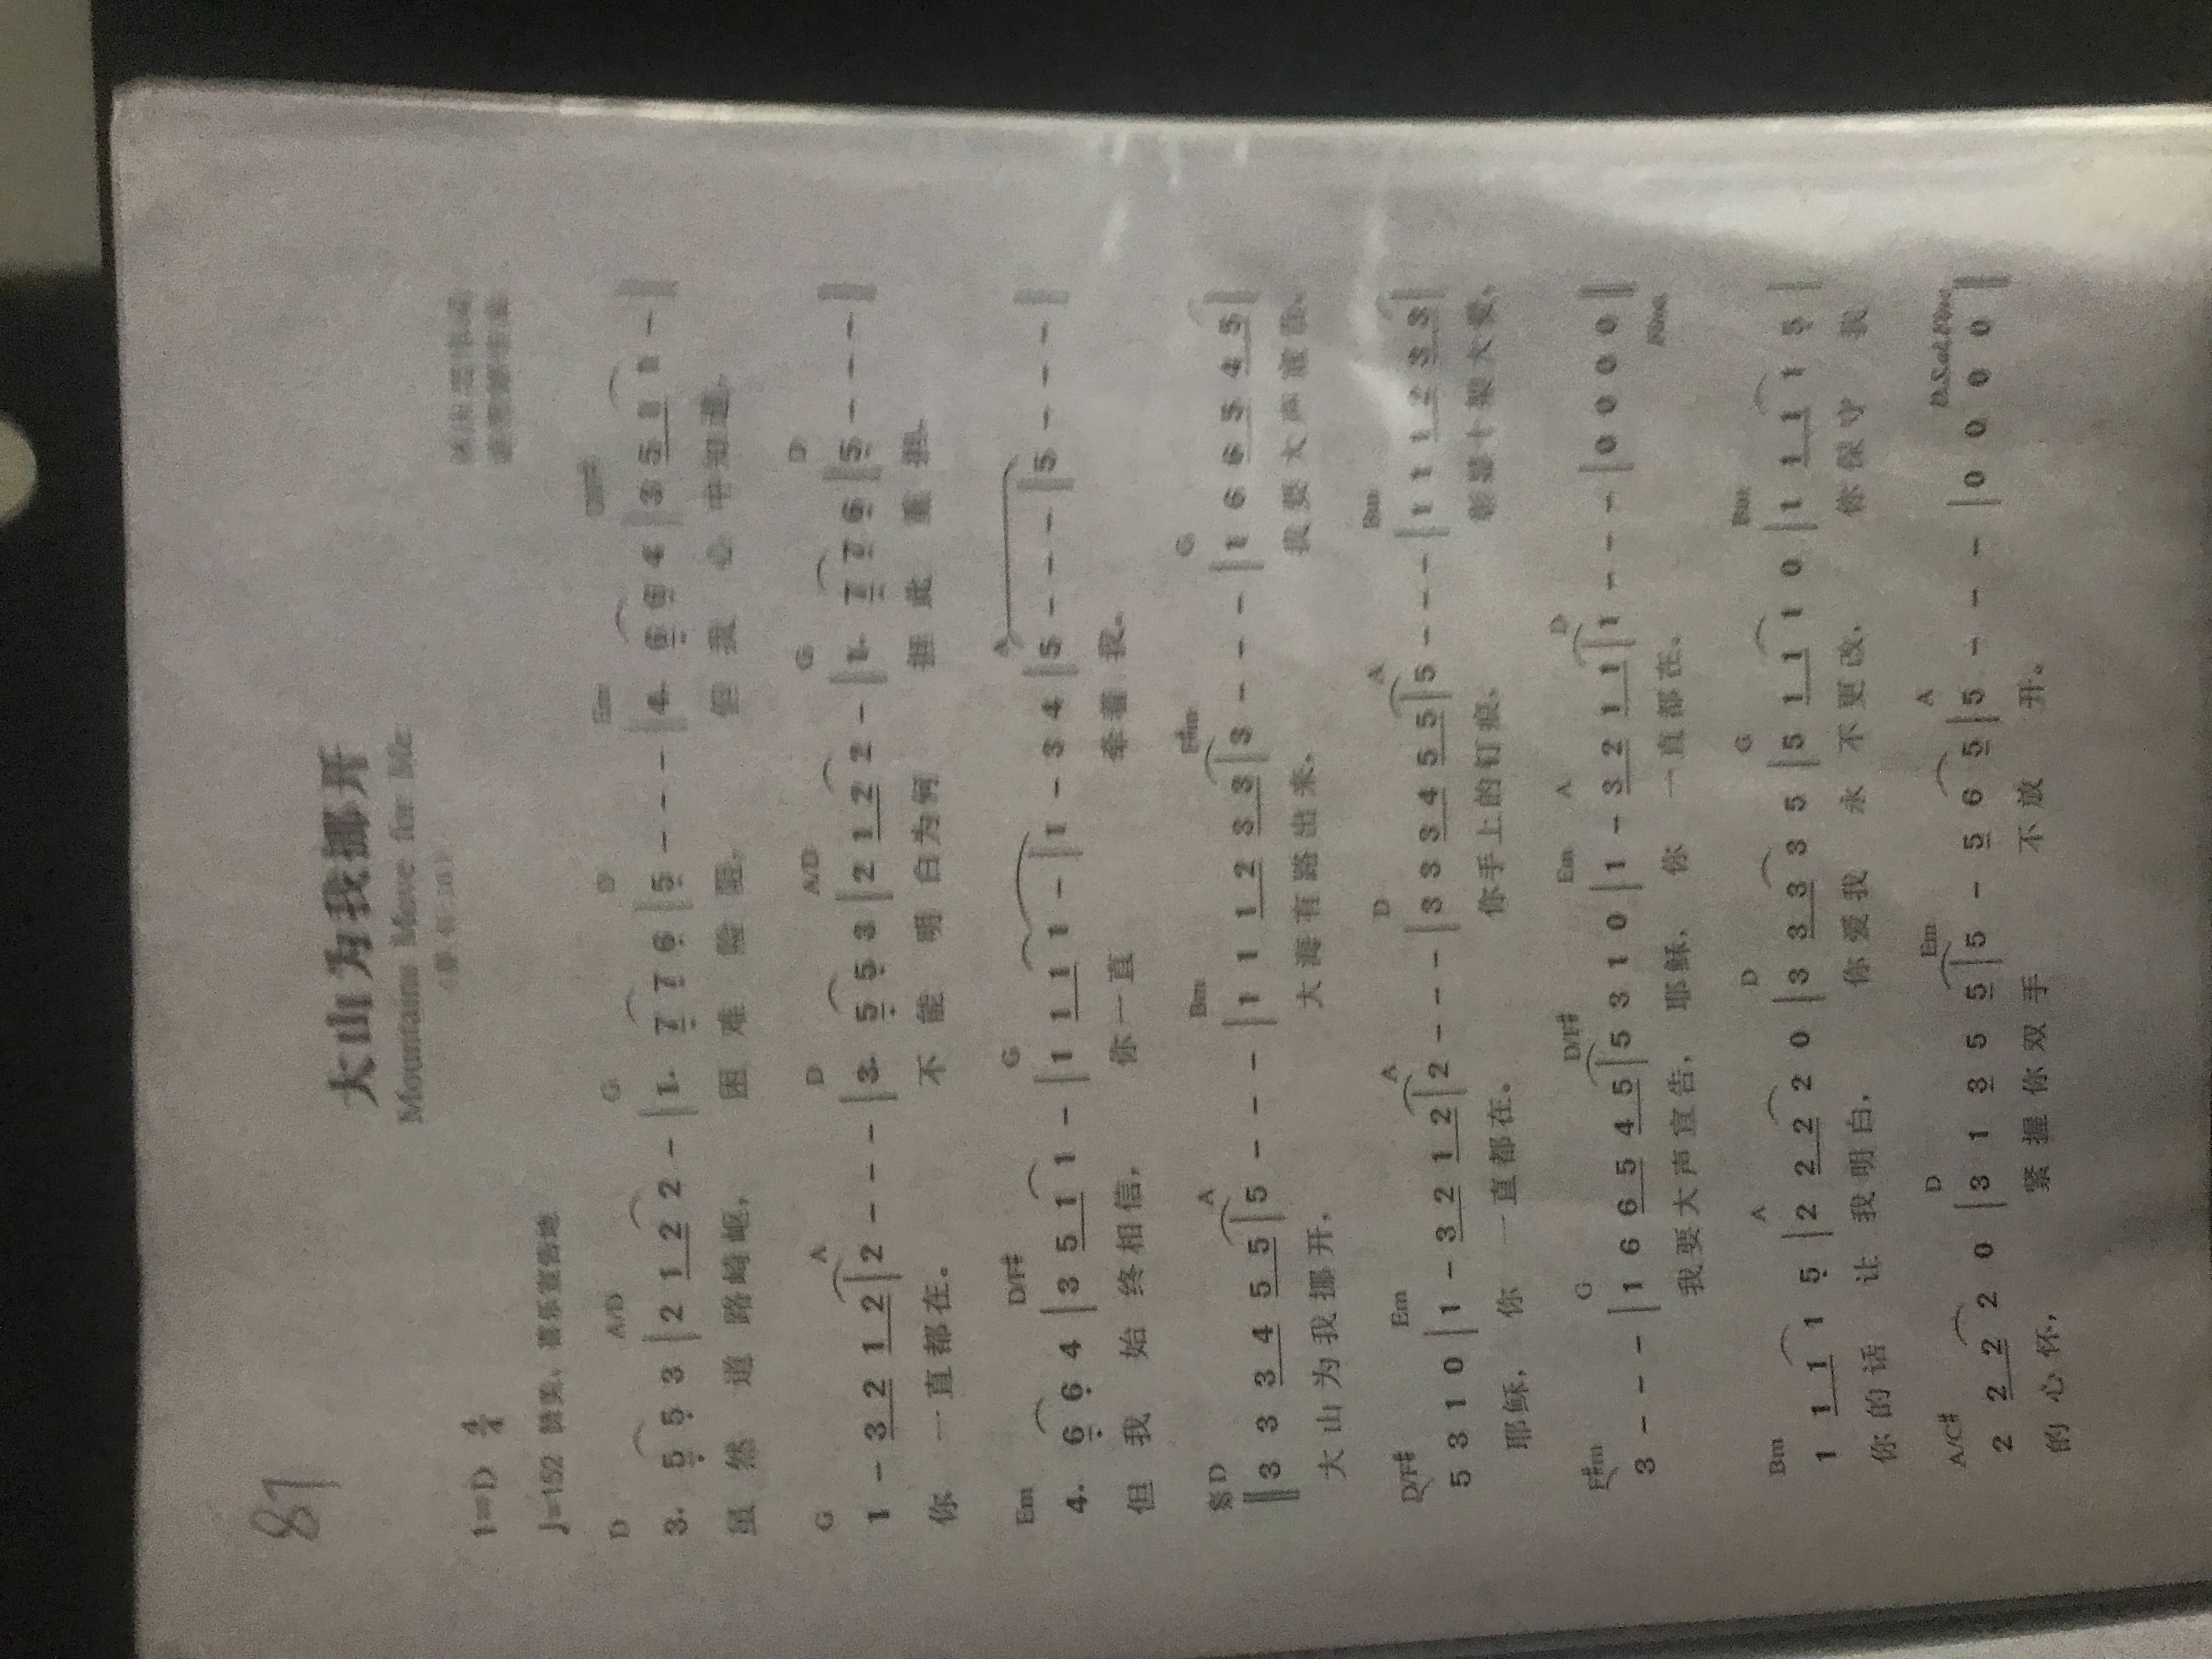 87
大山为我挪开
Mountains Move for Me
1=D 4/4
♩=152 赞美、喜乐宣告地
D A/D G D Em
3. 5 5 3 | 2 1 2 2 - | 1. 7 7 6 | 5 - - - | 4. 6 6 4 | 3 5 1 1 - |
虽然 道路崎岖, 困难 险阻, 但我 心中知道,
G A D A/D G D
1 - 3 2 1 2 | 2 - - - | 3. 5 5 3 | 2 1 2 2 - | 1. 7 7 6 | 5 - - - |
你 一直都在。 不能 明白为何 担此 重担,
Em D/F# G A
4. 6 6 4 | 3 5 1 1 - | 1 1 1 1 - | 1 - 3 4 | 5 - - - | 5 - - - |
但我 始终相信, 你一直 牵着 我。
D A Bm F#m G
3 3 3 4 5 5 | 5 - - - | 1 1 1 2 3 3 | 3 - - - | 1 6 6 5 4 5 |
大山为我挪开, 大海有路出来, 我要大声宣告,
D/F# Em A D A Bm
5 3 1 0 | 1 - 3 2 1 2 | 2 - - - | 3 3 3 4 5 5 | 5 - - - | 1 1 1 2 3 3 |
耶稣, 你 一直都在。 你手上的钉痕, 彰显十架大爱,
F#m G D/F# Em A D
3 - - - | 1 6 6 5 4 5 | 5 3 1 0 | 1 - 3 2 1 1 | 1 - - - | 0 0 0 0 ‖
我要大声宣告, 耶稣, 你 一直都在。 Fine
Bm A D G Bm
1 1 1 1 5 | 2 2 2 2 0 | 3 3 3 3 5 | 5 1 1 1 0 | 1 1 1 1 5 |
你的话 让 我明白, 你爱我 永 不更改, 你保守 我
A/C# D Em A D.S.al.Fine
2 2 2 2 0 | 3 1 3 5 5 | 5 - 5 6 5 | 5 - - - | 0 0 0 0 ‖
的心怀, 紧握你双手 不放 开。